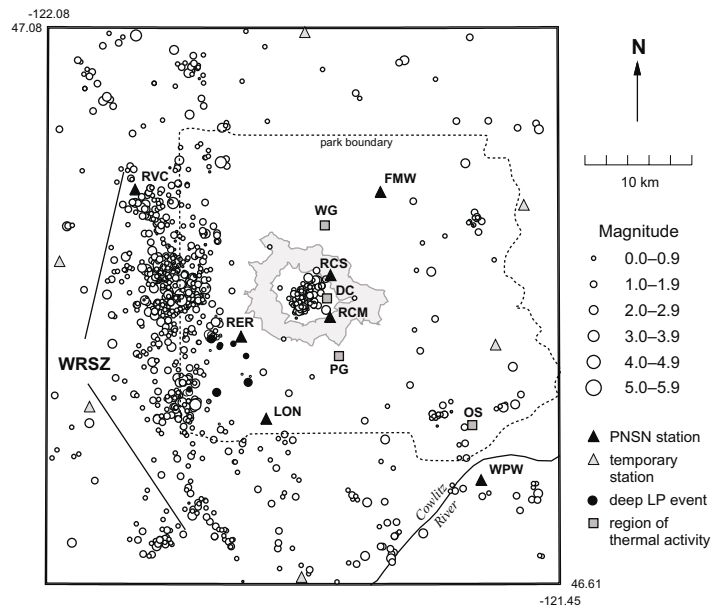 -122.08
47.08
N
park boundary
RVC
FMW
10 km
WG
Magnitude
RCS
0.0–0.9
1.0–1.9
DC
2.0–2.9
RCM
RER
3.0–3.9
4.0–4.9
PG
WRSZ
5.0–5.9
LON
OS
PNSN station
temporary
station
WPW
deep LP event
Cowlitz
River
region of
thermal activity
46.61
-121.45